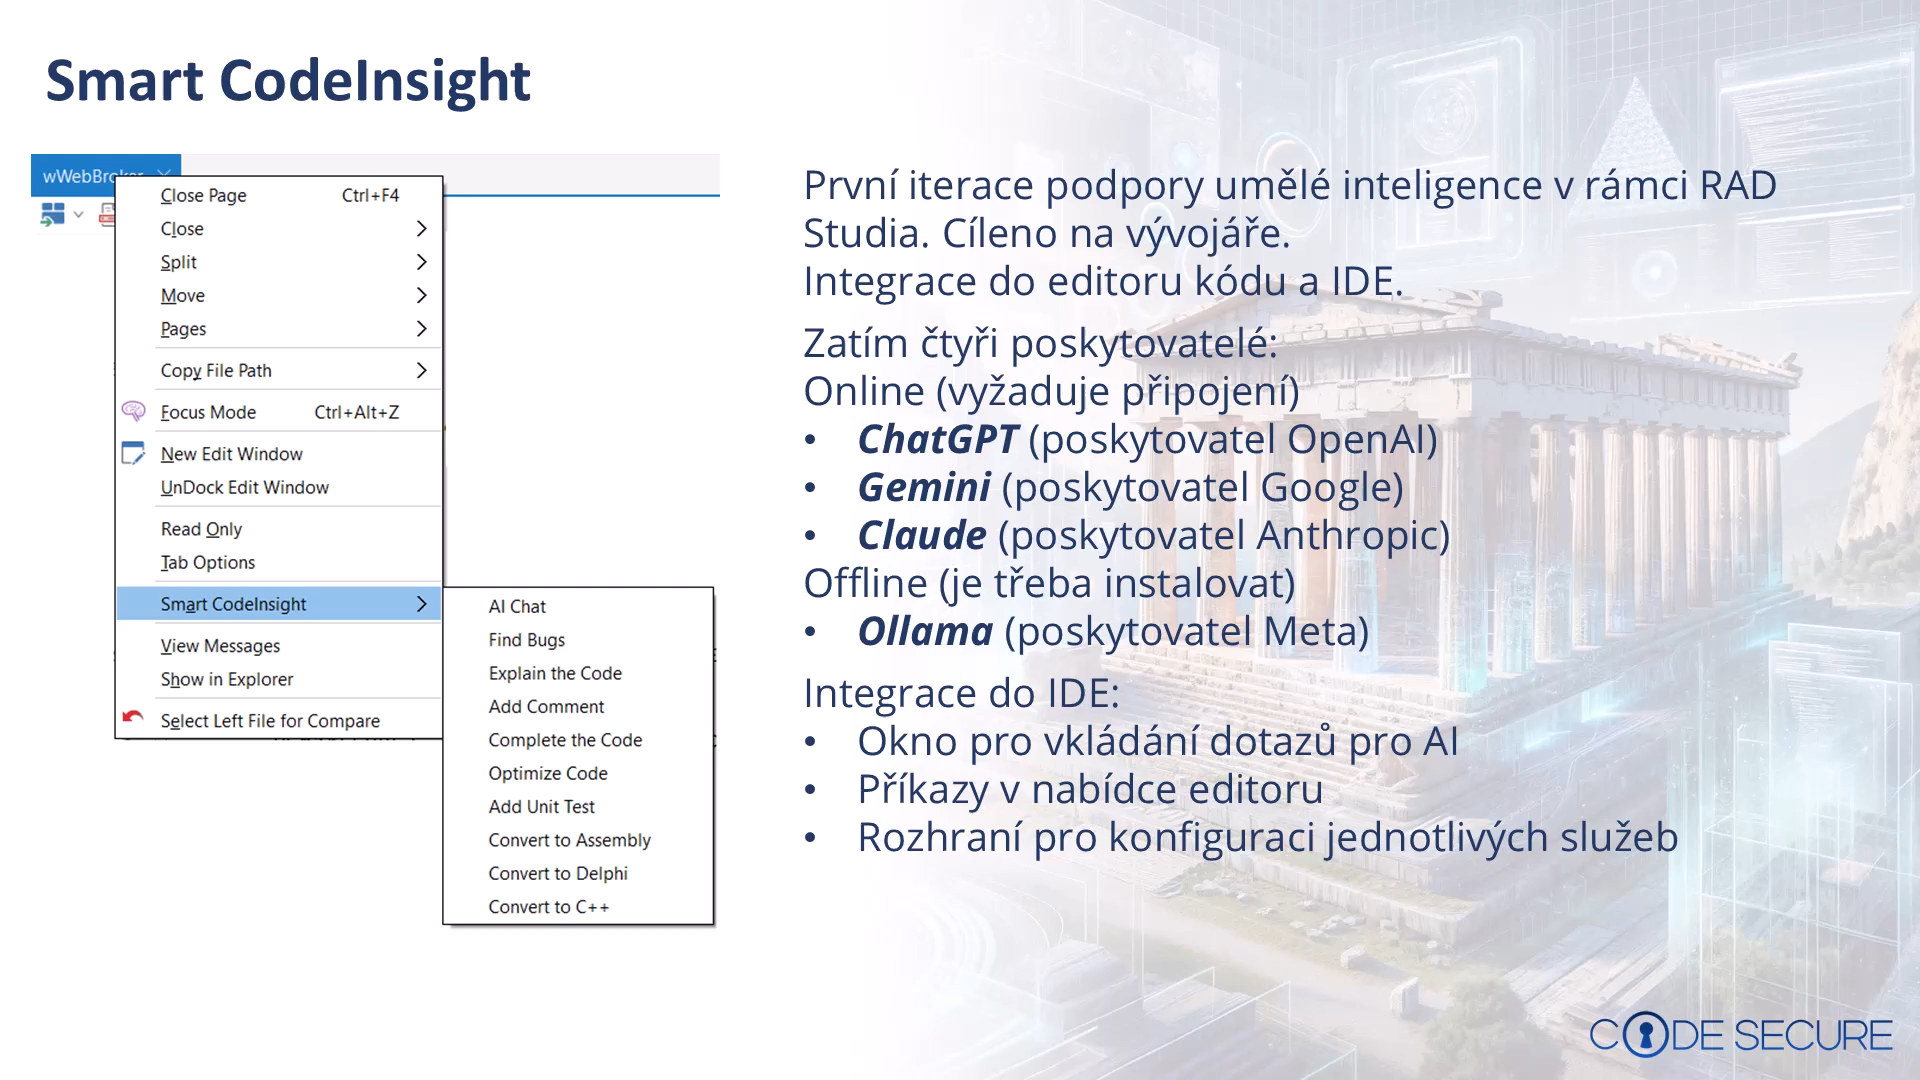 Smart CodeInsight
Close Page Ctrl+F4
Close
Split
Move
Pages
Copy File Path
Focus Mode Ctrl+Alt+Z
New Edit Window
UnDock Edit Window
Read Only
Tab Options
Smart CodeInsight
View Messages
Show in Explorer
Select Left File for Compare
AI Chat
Find Bugs
Explain the Code
Add Comment
Complete the Code
Optimize Code
Add Unit Test
Convert to Assembly
Convert to Delphi
Convert to C++
První iterace podpory umělé inteligence v rámci RAD
Studia. Cíleno na vývojáře.
Integrace do editoru kódu a IDE.
Zatím čtyři poskytovatelé:
Online (vyžaduje připojení)
• ChatGPT (poskytovatel OpenAI)
• Gemini (poskytovatel Google)
• Claude (poskytovatel Anthropic)
Offline (je třeba instalovat)
• Ollama (poskytovatel Meta)
Integrace do IDE:
• Okno pro vkládání dotazů pro AI
• Příkazy v nabídce editoru
• Rozhraní pro konfiguraci jednotlivých služeb
CODE SECURE